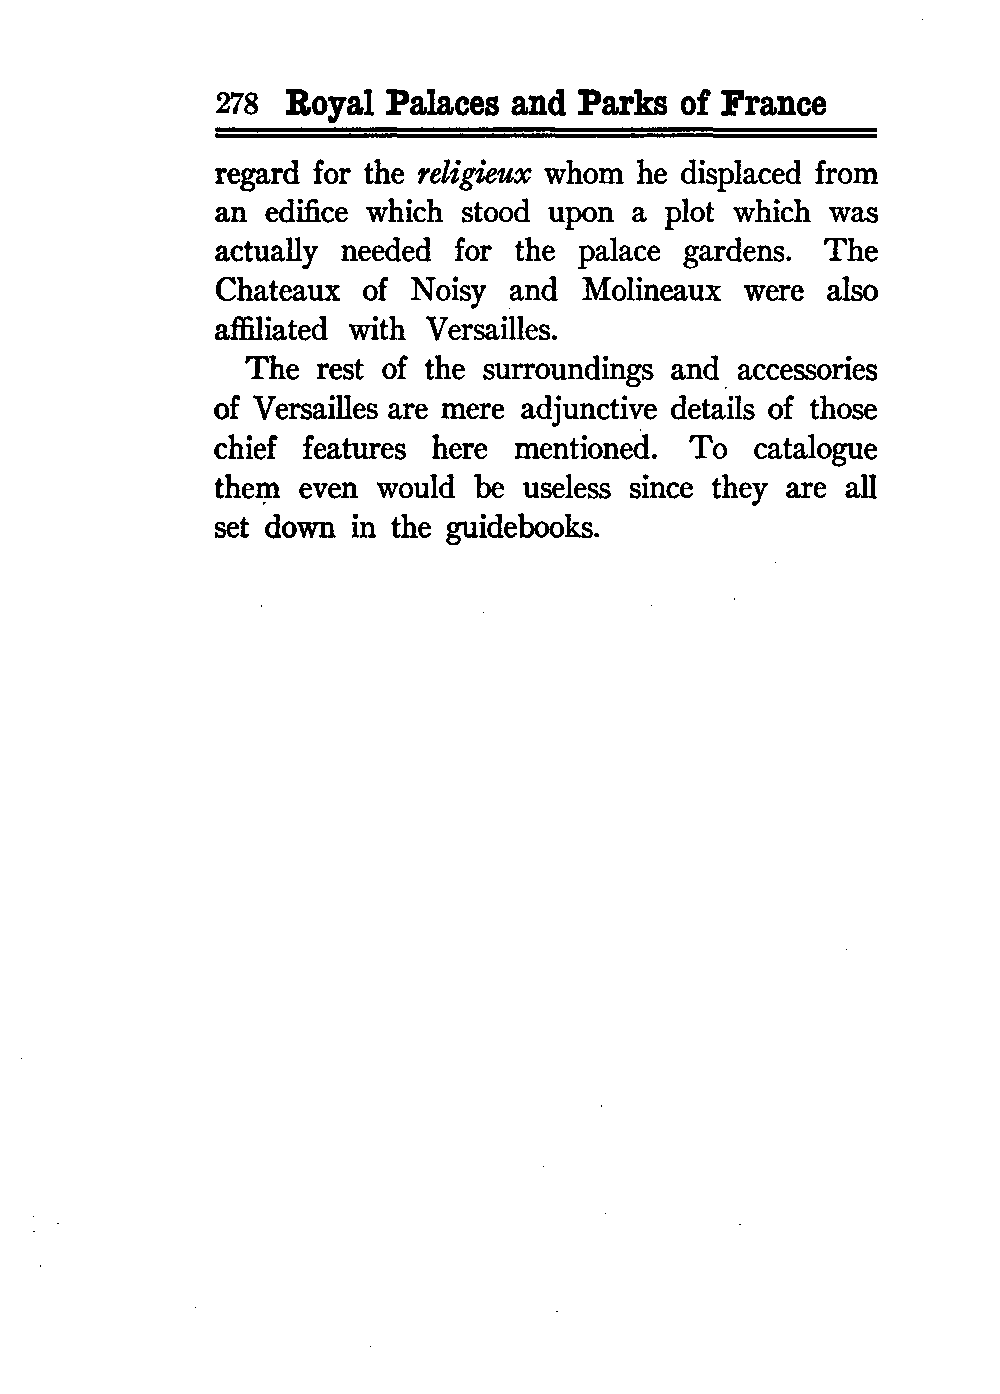 278 Royal Palaces and Parks of France
regard for the religieux whom he displaced from
an edifice which stood upon a plot which was
actually needed for the palace gardens. The
Chateaux of Noisy and Molineaux were also
affiliated with Versailles.
The rest of the surroundings and accessories
of Versailles are mere adjunctive details of those
chief features here mentioned. To catalogue
them even would be useless since they are all
set down in the guidebooks.